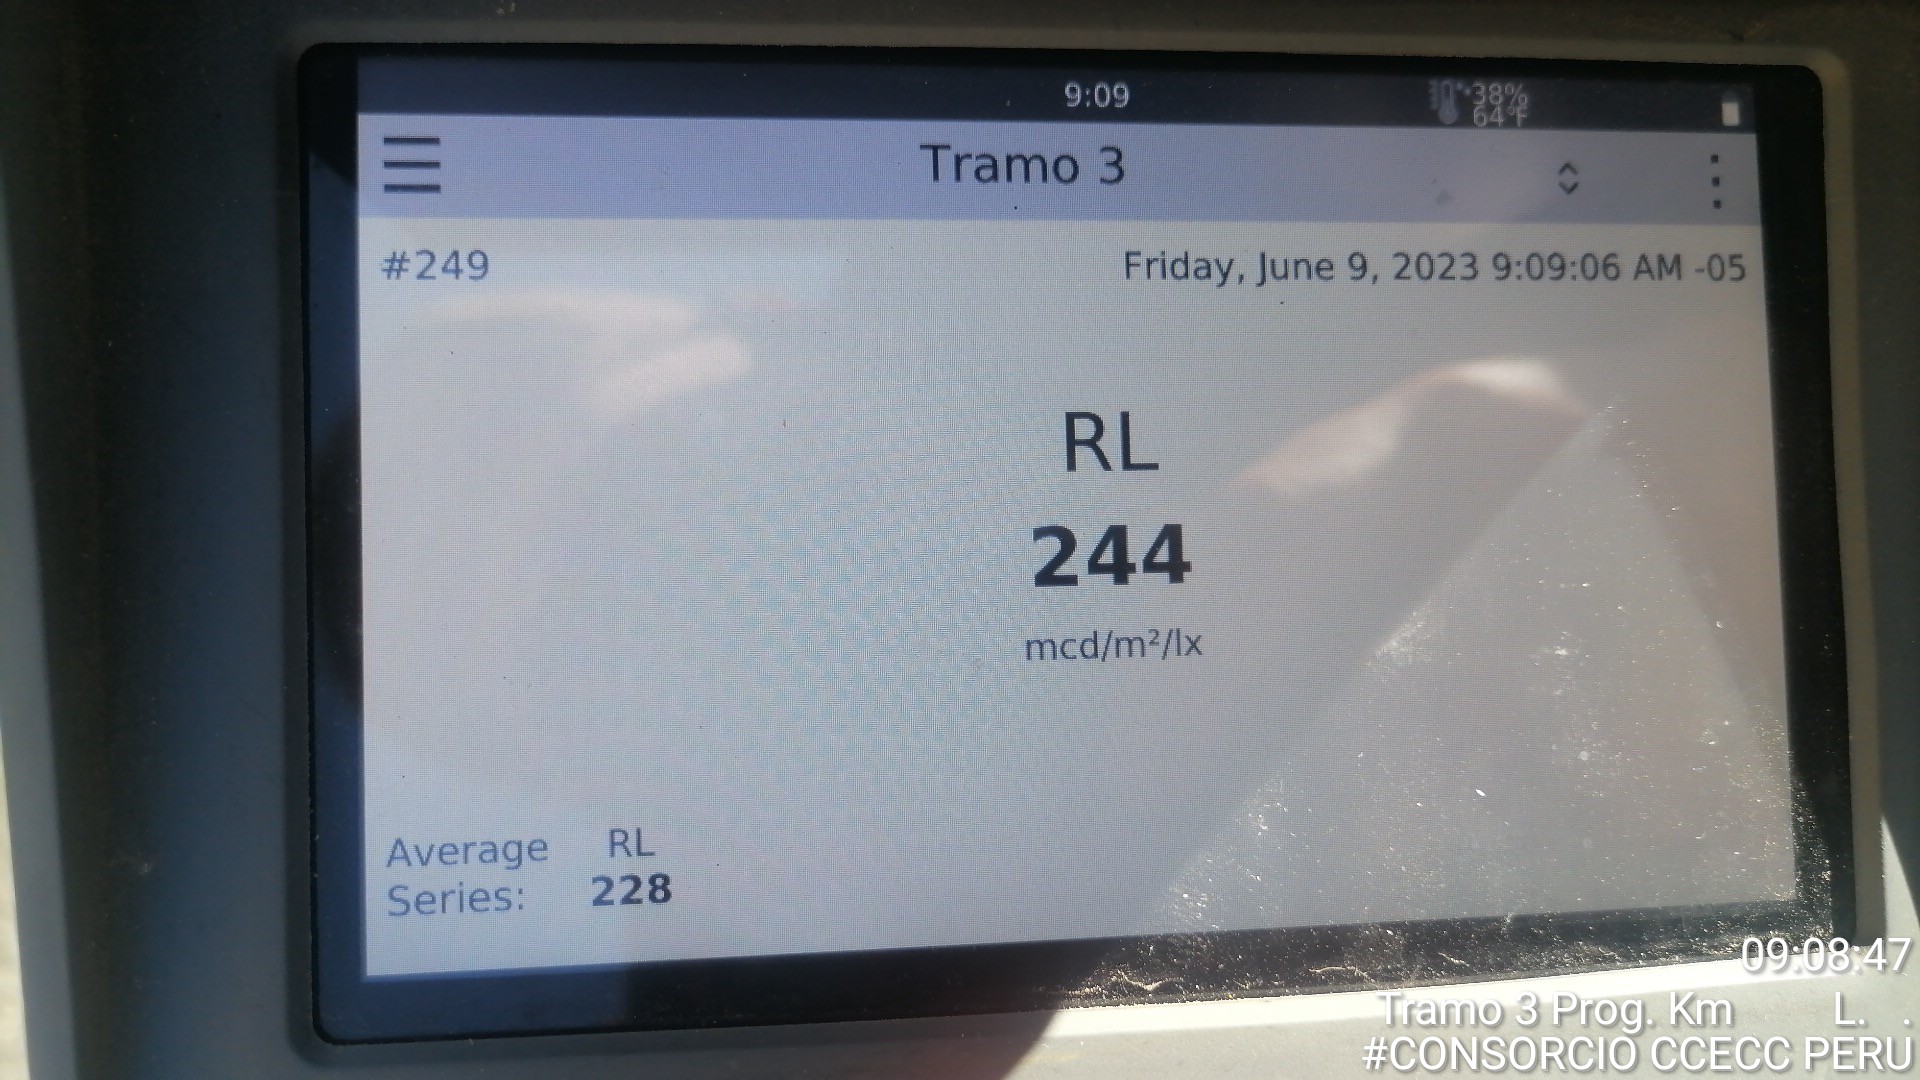 9:09
38%
64°F
Tramo 3
#249
Friday, June 9, 2023 9:09:06 AM -05
RL
244
mcd/m²/lx
Average RL
Series: 228
09:08:47
Tramo 3 Prog. Km L. .
#CONSORCIO CCECC PERU